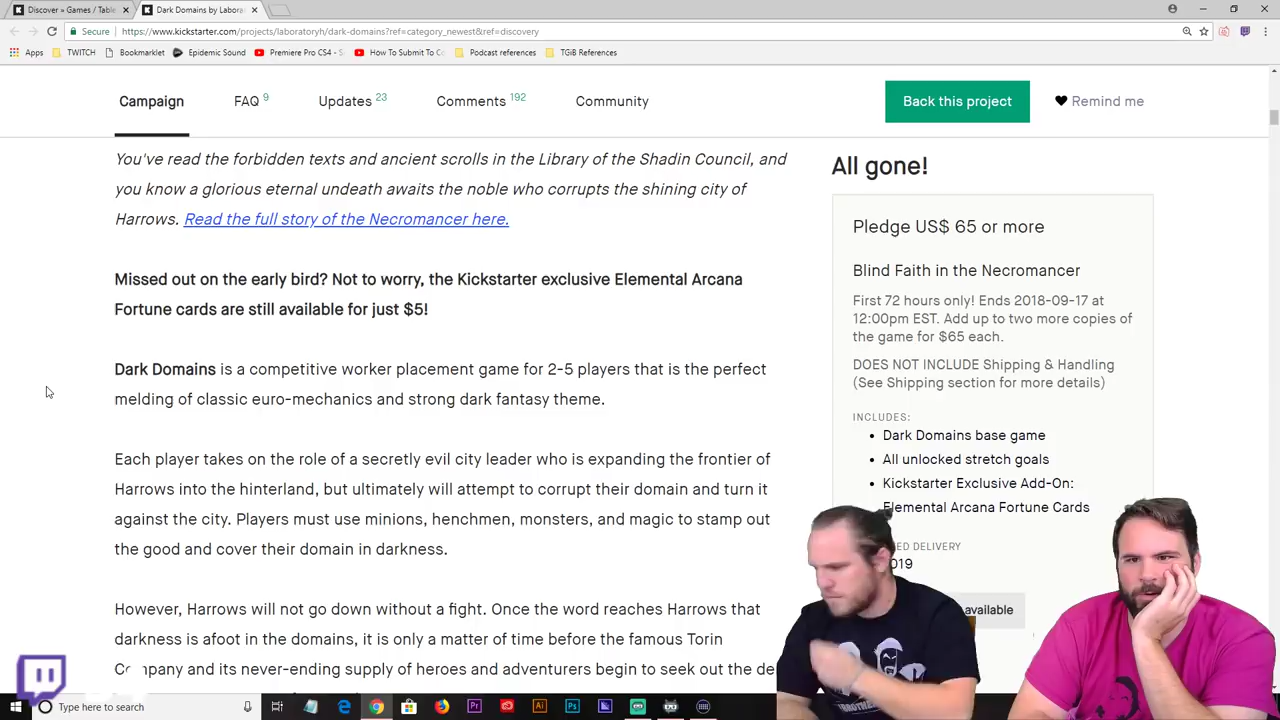 Discover » Games / Table
Dark Domains by Labora
Secure
https://www.kickstarter.com/projects/laboratoryh/dark-domains?ref=category_newest&ref=discovery
Apps
TWITCH
Bookmarklet
Epidemic Sound
Premiere Pro CS4 - S
How To Submit To C
Podcast references
TGiB References
Campaign
FAQ 9
Updates 23
Comments 192
Community
Back this project
Remind me
You've read the forbidden texts and ancient scrolls in the Library of the Shadin Council, and
you know a glorious eternal undeath awaits the noble who corrupts the shining city of
Harrows. Read the full story of the Necromancer here.
Missed out on the early bird? Not to worry, the Kickstarter exclusive Elemental Arcana
Fortune cards are still available for just $5!
Dark Domains is a competitive worker placement game for 2-5 players that is the perfect
melding of classic euro-mechanics and strong dark fantasy theme.
Each player takes on the role of a secretly evil city leader who is expanding the frontier of
Harrows into the hinterland, but ultimately will attempt to corrupt their domain and turn it
against the city. Players must use minions, henchmen, monsters, and magic to stamp out
the good and cover their domain in darkness.
However, Harrows will not go down without a fight. Once the word reaches Harrows that
darkness is afoot in the domains, it is only a matter of time before the famous Torin
Company and its never-ending supply of heroes and adventurers begin to seek out the de
All gone!
Pledge US$ 65 or more
Blind Faith in the Necromancer
First 72 hours only! Ends 2018-09-17 at
12:00pm EST. Add up to two more copies of
the game for $65 each.
DOES NOT INCLUDE Shipping & Handling
(See Shipping section for more details)
INCLUDES:
• Dark Domains base game
• All unlocked stretch goals
• Kickstarter Exclusive Add-On:
Elemental Arcana Fortune Cards
ED DELIVERY
019
available
Type here to search